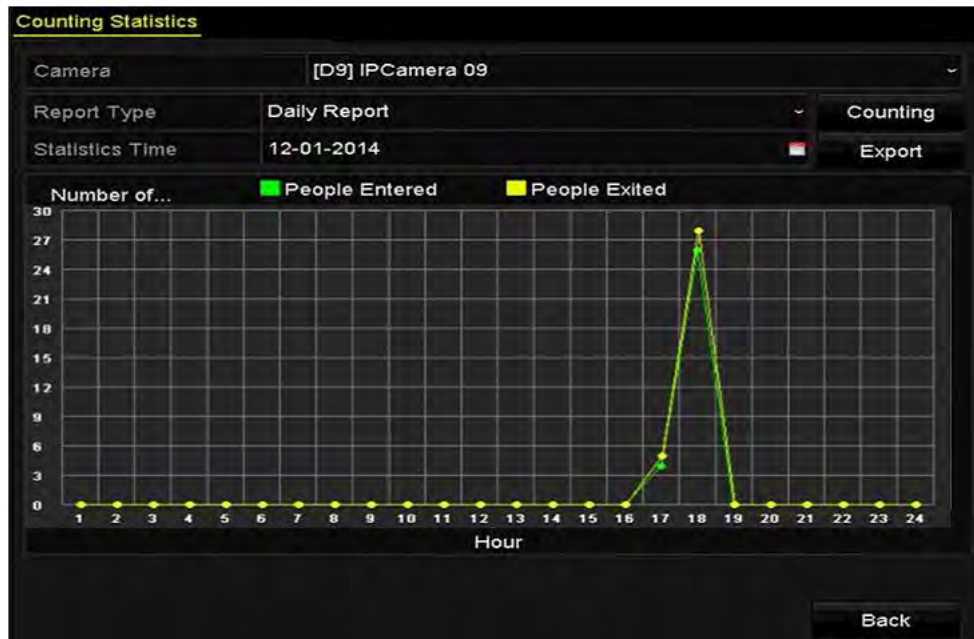 Counting Statistics
Camera [D9] IPCamera 09
Report Type Daily Report Counting
Statistics Time 12-01-2014 Export
Number of... People Entered People Exited
30
27
24
21
18
15
12
9
6
3
0
1 2 3 4 5 6 7 8 9 10 11 12 13 14 15 16 17 18 19 20 21 22 23 24
Hour
Back